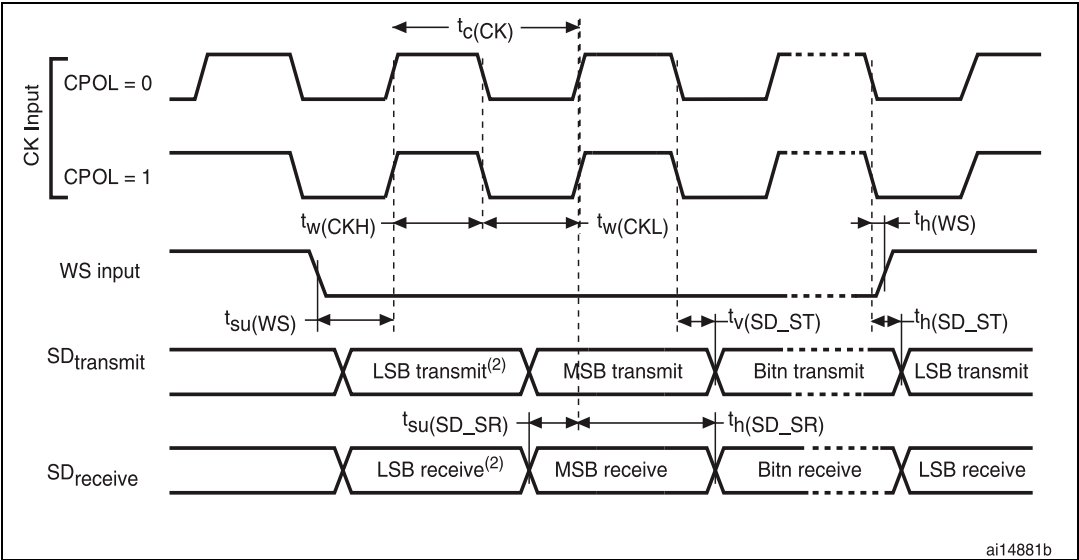 tc(CK)
CK Input
CPOL = 0
CPOL = 1
tw(CKH)
tw(CKL)
th(WS)
WS input
tsu(WS)
tv(SD_ST)
th(SD_ST)
SDtransmit
LSB transmit(2)
MSB transmit
Bitn transmit
LSB transmit
tsu(SD_SR)
th(SD_SR)
SDreceive
LSB receive(2)
MSB receive
Bitn receive
LSB receive
ai14881b